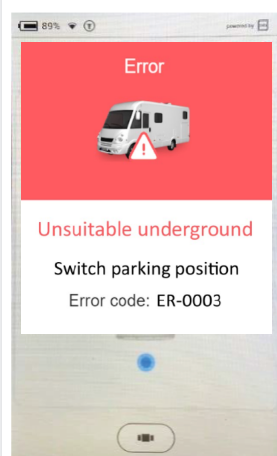 89%
powered by
Error
Unsuitable underground
Switch parking position
Error code: ER-0003